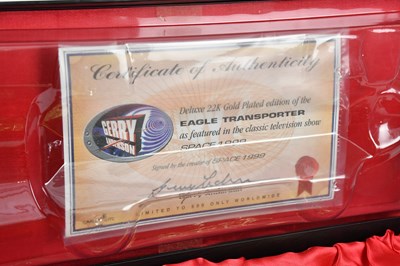 Certificate of Authenticity
Deluxe 22K Gold Plated edition of the
EAGLE TRANSPORTER
as featured in the classic television show
SPACE 1999
GERRY
ANDERSON
Signed by the creator of SPACE 1999
LIMITED TO 500 ONLY WORLDWIDE